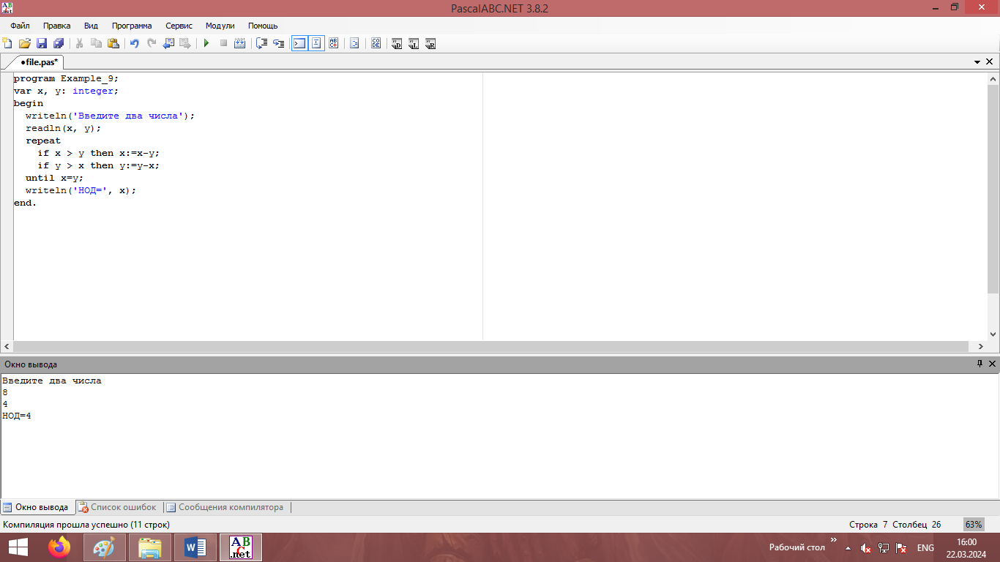 PascalABC.NET 3.8.2
Файл Правка Вид Программа Сервис Модули Помощь
•file.pas*
program Example_9;
var x, y: integer;
begin
writeln('Введите два числа');
readln(x, y);
repeat
if x > y then x:=x-y;
if y > x then y:=y-x;
until x=y;
writeln('НОД=', x);
end.
Окно вывода
Введите два числа
8
4
НОД=4
Окно вывода Список ошибок Сообщения компилятора
Компиляция прошла успешно (11 строк) Строка 7 Столбец 26 63%
Рабочий стол » ENG 16:00
22.03.2024